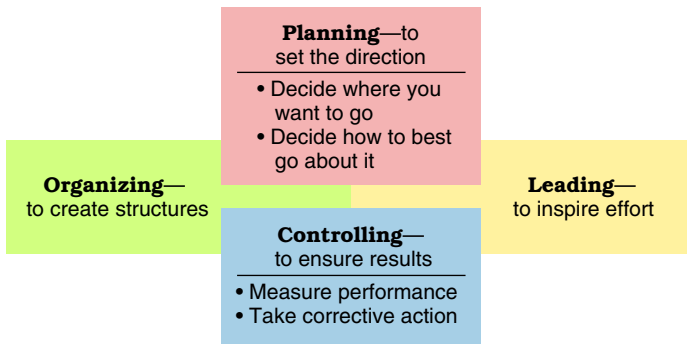 Planning—to
set the direction
• Decide where you
want to go
• Decide how to best
go about it
Organizing—
to create structures
Leading—
to inspire effort
Controlling—
to ensure results
• Measure performance
• Take corrective action